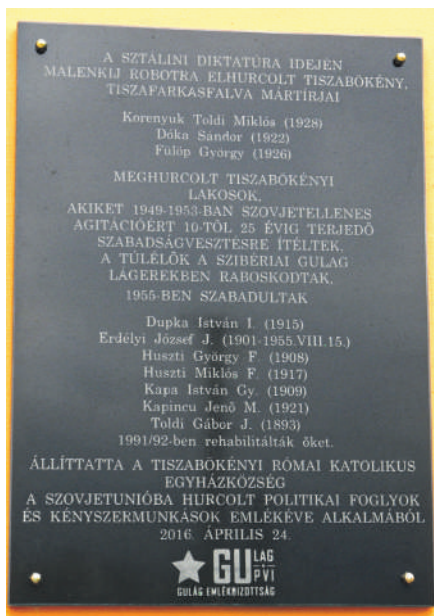 A SZTÁLINI DIKTATÚRA IDEJÉN
MALENKIJ ROBOTRA ELHURCOLT TISZABÖKÉNY,
TISZAFARKASFALVA MÁRTÍRJAI
Korenyuk Toldi Miklós (1928)
Dóka Sándor (1922)
Fülöp György (1926)
MEGHURCOLT TISZABÖKÉNYI
LAKOSOK,
AKIKET 1949-1953-BAN SZOVJETELLENES
AGITÁCIÓÉRT 10-TŐL 25 ÉVIG TERJEDŐ
SZABADSÁGVESZTÉSRE ÍTÉLTEK,
A TÚLÉLŐK A SZIBÉRIAI GULAG
LÁGEREKBEN RABOSKODTAK,
1955-BEN SZABADULTAK
Dupka István I. (1915)
Erdélyi József J. (1901-1955.VIII.15.)
Huszti György F. (1908)
Huszti Miklós F. (1917)
Kapa István Gy. (1909)
Kapincu Jenő M. (1921)
Toldi Gábor J. (1893)
1991/92-ben rehabilitálták őket.
ÁLLÍTTATTA A TISZABÖKÉNYI RÓMAI KATOLIKUS
EGYHÁZKÖZSÉG
A SZOVJETUNIÓBA HURCOLT POLITIKAI FOGLYOK
ÉS KÉNYSZERMUNKÁSOK EMLÉKÉVE ALKALMÁBÓL
2016. ÁPRILIS 24.
GULAG
PVI
GULÁG EMLÉKBIZOTTSÁG